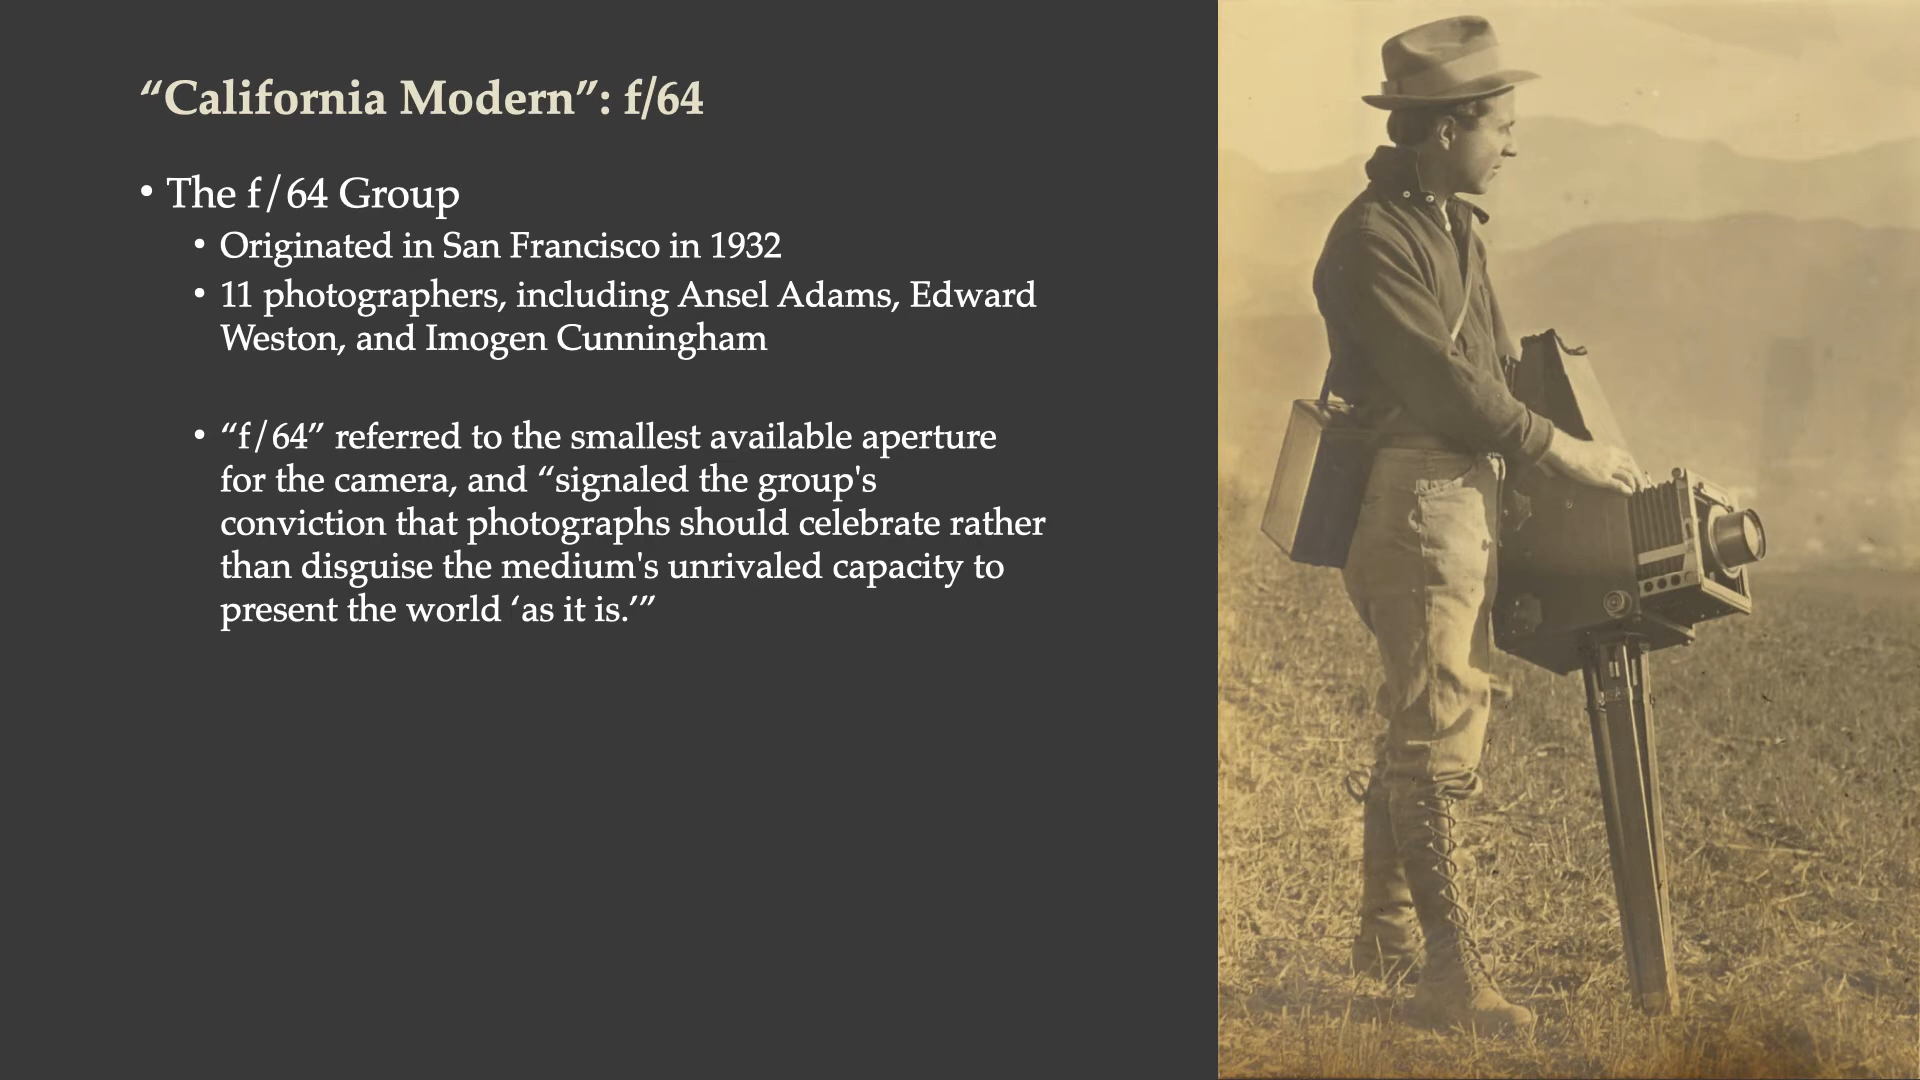 “California Modern”: f/64
• The f/64 Group
• Originated in San Francisco in 1932
• 11 photographers, including Ansel Adams, Edward
Weston, and Imogen Cunningham
• “f/64” referred to the smallest available aperture
for the camera, and “signaled the group's
conviction that photographs should celebrate rather
than disguise the medium's unrivaled capacity to
present the world ‘as it is.’”